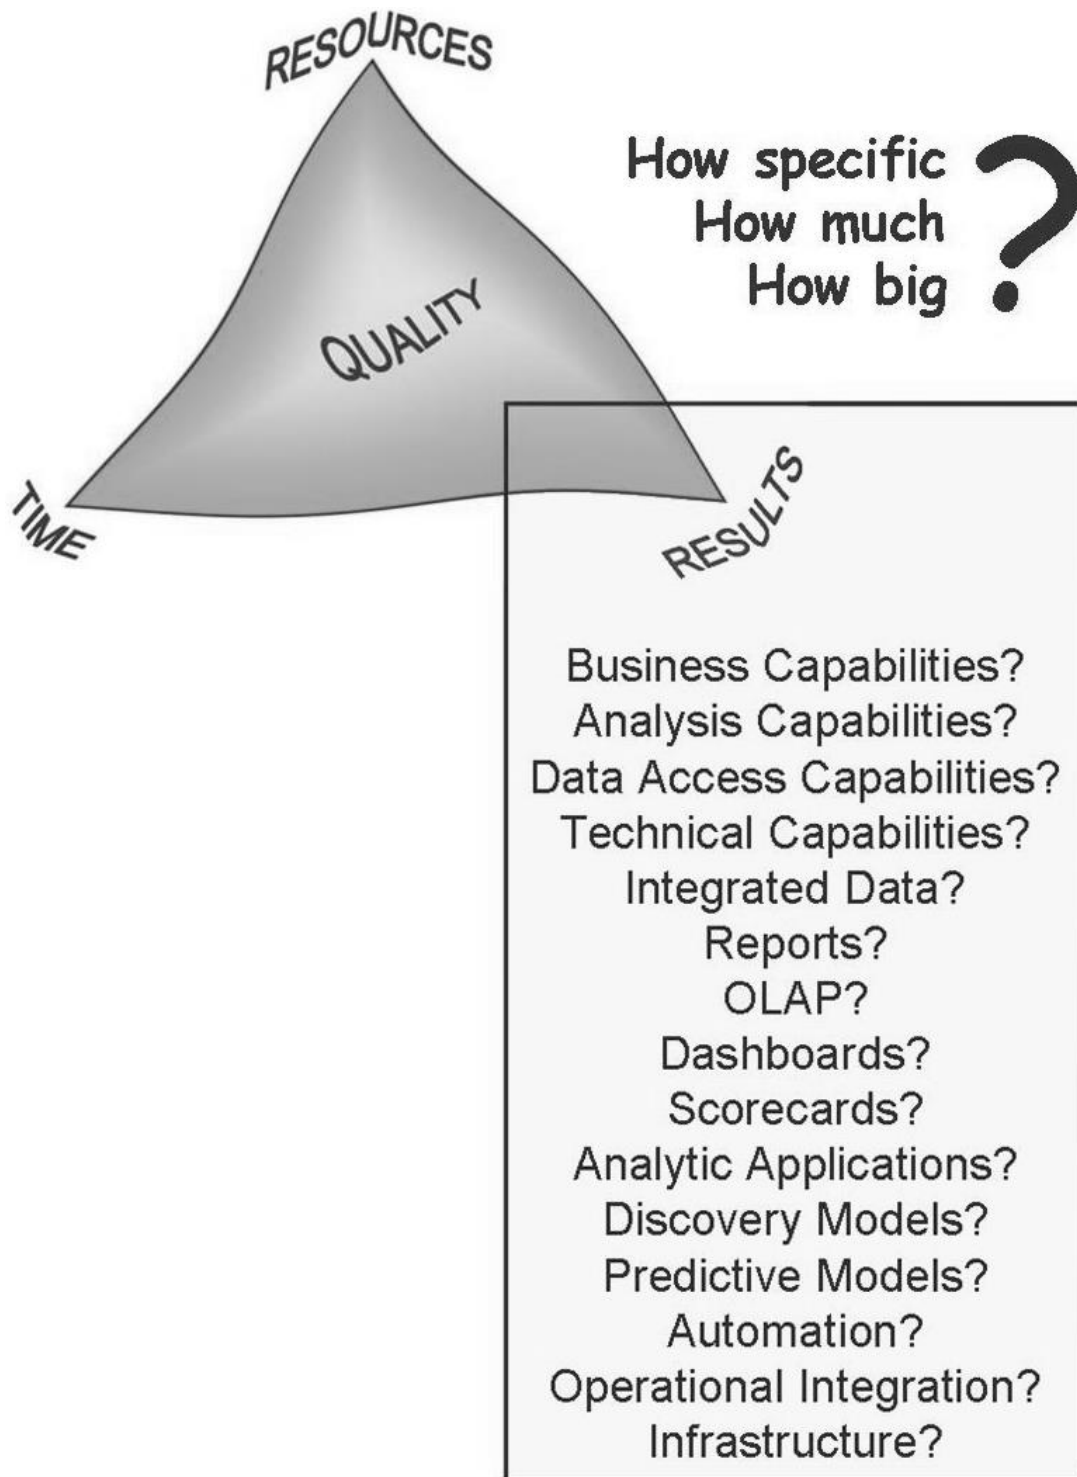 RESOURCES
How specific
How much
How big
?
QUALITY
TIME
RESULTS
Business Capabilities?
Analysis Capabilities?
Data Access Capabilities?
Technical Capabilities?
Integrated Data?
Reports?
OLAP?
Dashboards?
Scorecards?
Analytic Applications?
Discovery Models?
Predictive Models?
Automation?
Operational Integration?
Infrastructure?